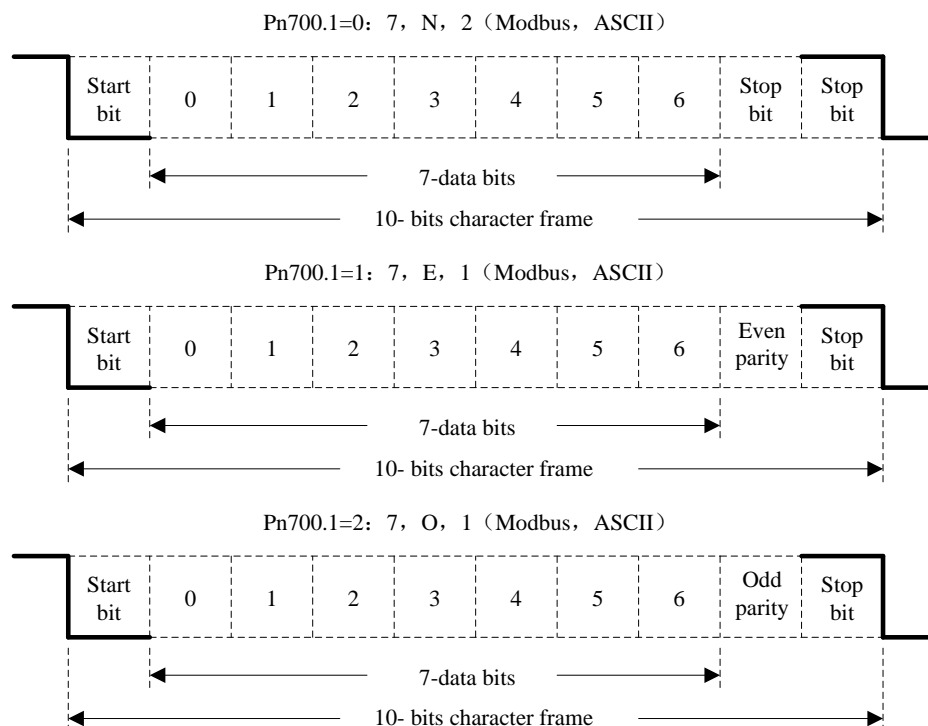 Pn700.1=0：7，N，2（Modbus，ASCII）
Start bit 0 1 2 3 4 5 6 Stop bit Stop bit
7-data bits
10- bits character frame
Pn700.1=1：7，E，1（Modbus，ASCII）
Start bit 0 1 2 3 4 5 6 Even parity Stop bit
7-data bits
10- bits character frame
Pn700.1=2：7，O，1（Modbus，ASCII）
Start bit 0 1 2 3 4 5 6 Odd parity Stop bit
7-data bits
10- bits character frame